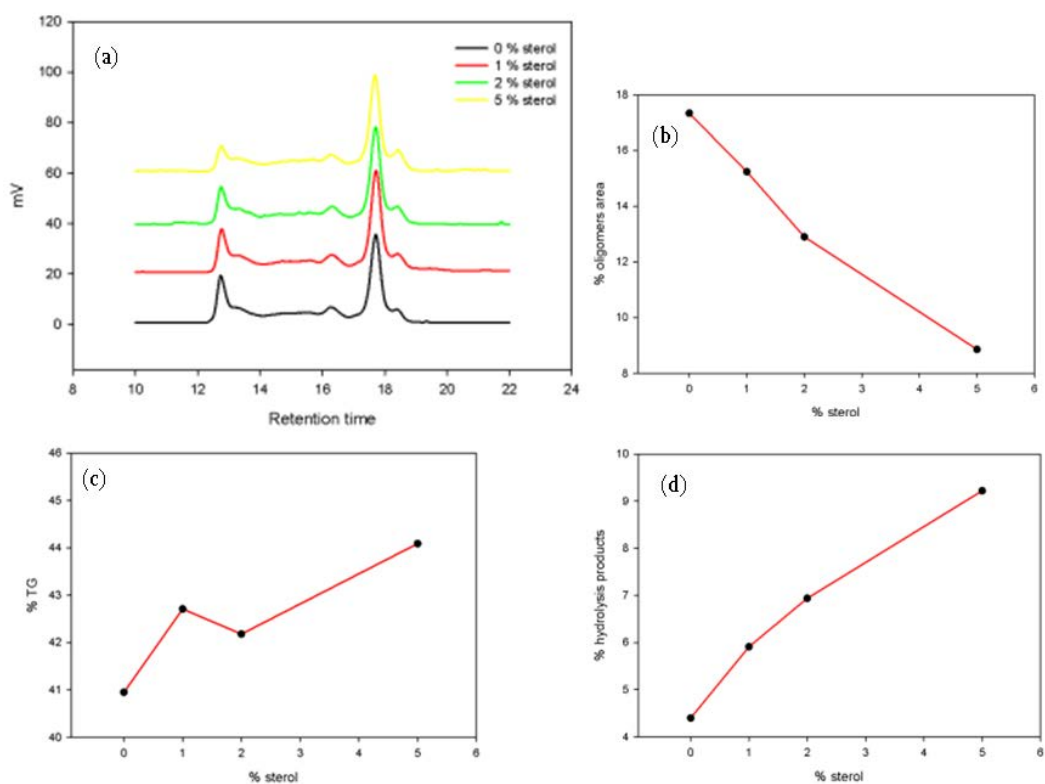 (a)
120
100
80
60
40
20
0
mV
0 % sterol
1 % sterol
2 % sterol
5 % sterol
8 10 12 14 16 18 20 22 24
Retention time
(b)
18
16
14
12
10
8
% oligomers area
0 1 2 3 4 5 6
% sterol
(c)
46
45
44
43
42
41
40
% TG
0 1 2 3 4 5 6
% sterol
(d)
10
9
8
7
6
5
4
% hydrolysis products
0 1 2 3 4 5 6
% sterol